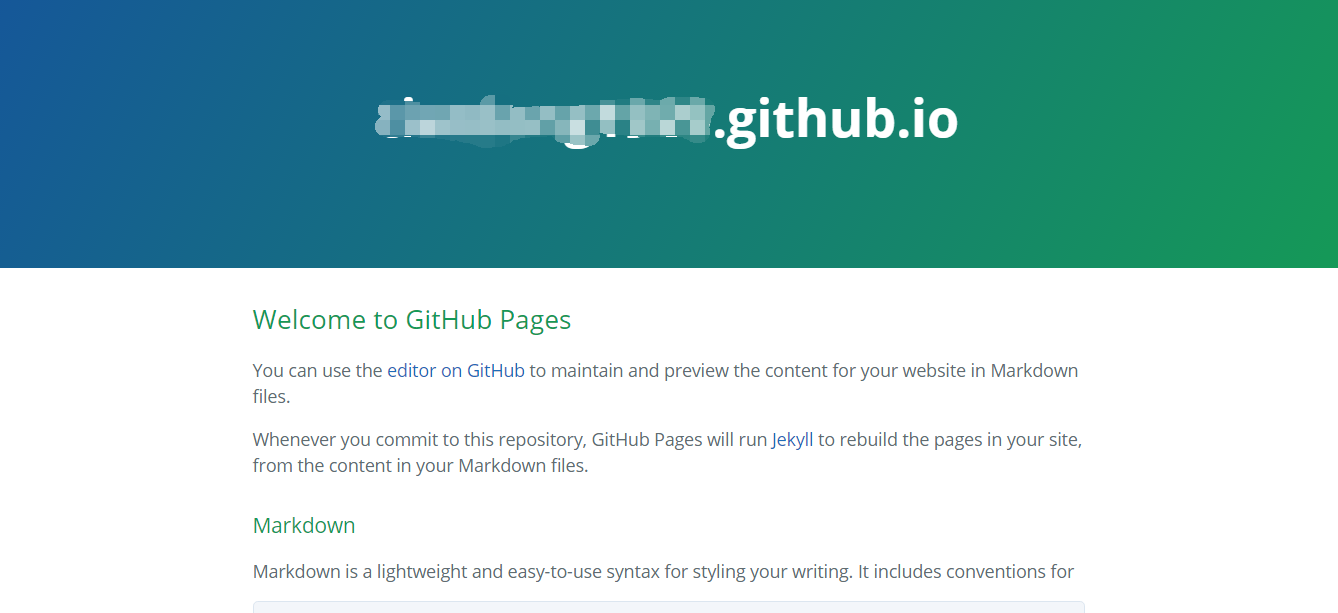 .github.io
Welcome to GitHub Pages
You can use the editor on GitHub to maintain and preview the content for your website in Markdown
files.
Whenever you commit to this repository, GitHub Pages will run Jekyll to rebuild the pages in your site,
from the content in your Markdown files.
Markdown
Markdown is a lightweight and easy-to-use syntax for styling your writing. It includes conventions for